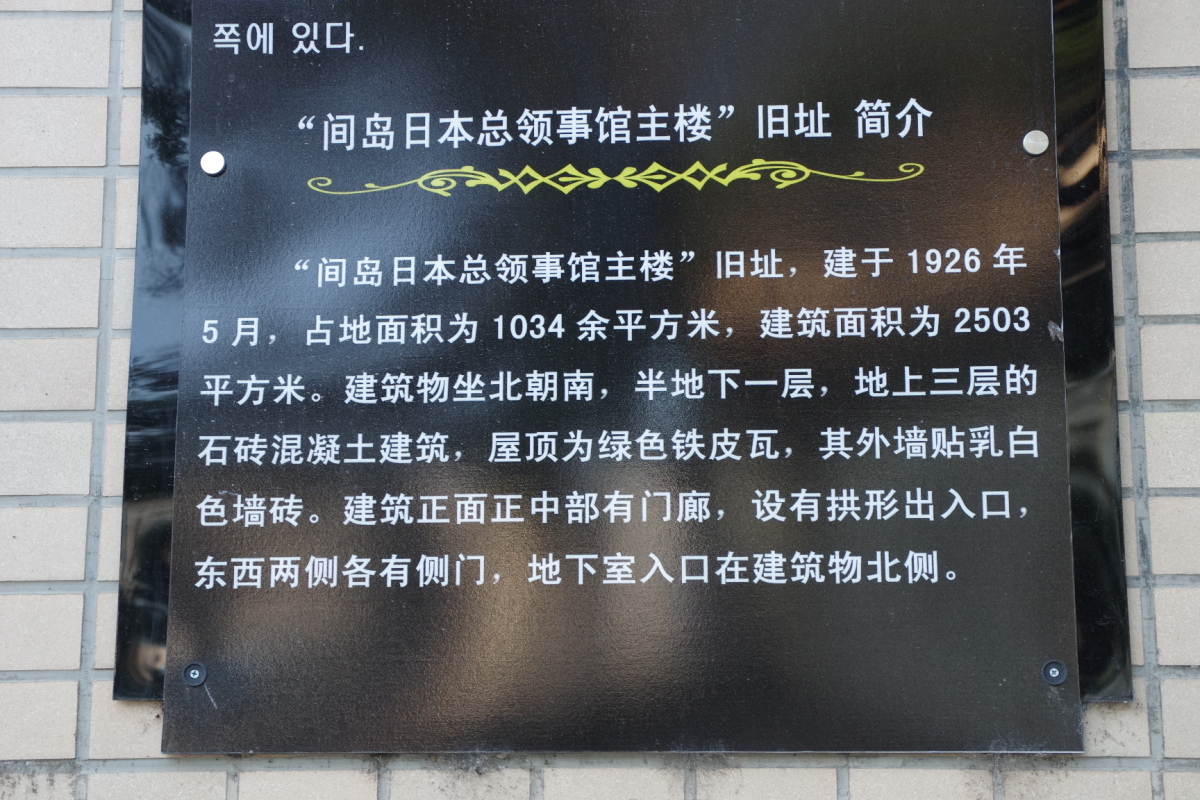 쪽에 있다.
“间岛日本总领事馆主楼”旧址 简介
“间岛日本总领事馆主楼”旧址，建于 1926 年
5 月，占地面积为 1034 余平方米，建筑面积为 2503
平方米。建筑物坐北朝南，半地下一层，地上三层的
石砖混凝土建筑，屋顶为绿色铁皮瓦，其外墙贴乳白
色墙砖。建筑正面正中部有门廊，设有拱形出入口，
东西两侧各有侧门，地下室入口在建筑物北侧。